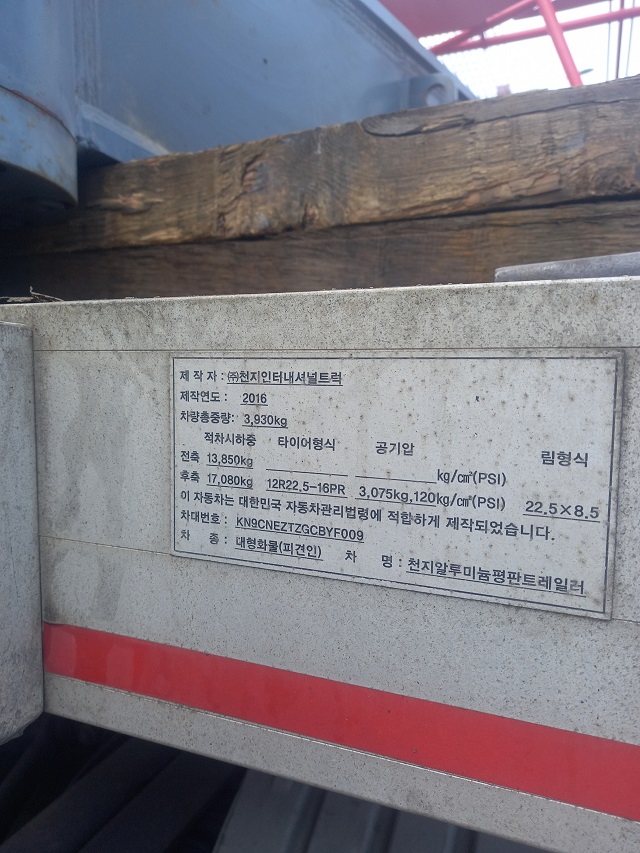 제 작 자 : ㈜천지인터내셔널트럭
제작연도 : 2016
차량총중량: 3,930kg
적차시하중 타이어형식 공기압 림형식
전축 13,850kg kg/㎠(PSI)
후축 17,080kg 12R22.5-16PR 3,075kg,120kg/㎠(PSI) 22.5×8.5
이 자동차는 대한민국 자동차관리법령에 적합하게 제작되었습니다.
차대번호 : KN9CNEZTZGCBYF009
차 종 : 대형화물(피견인) 차 명 : 천지알루미늄평판트레일러